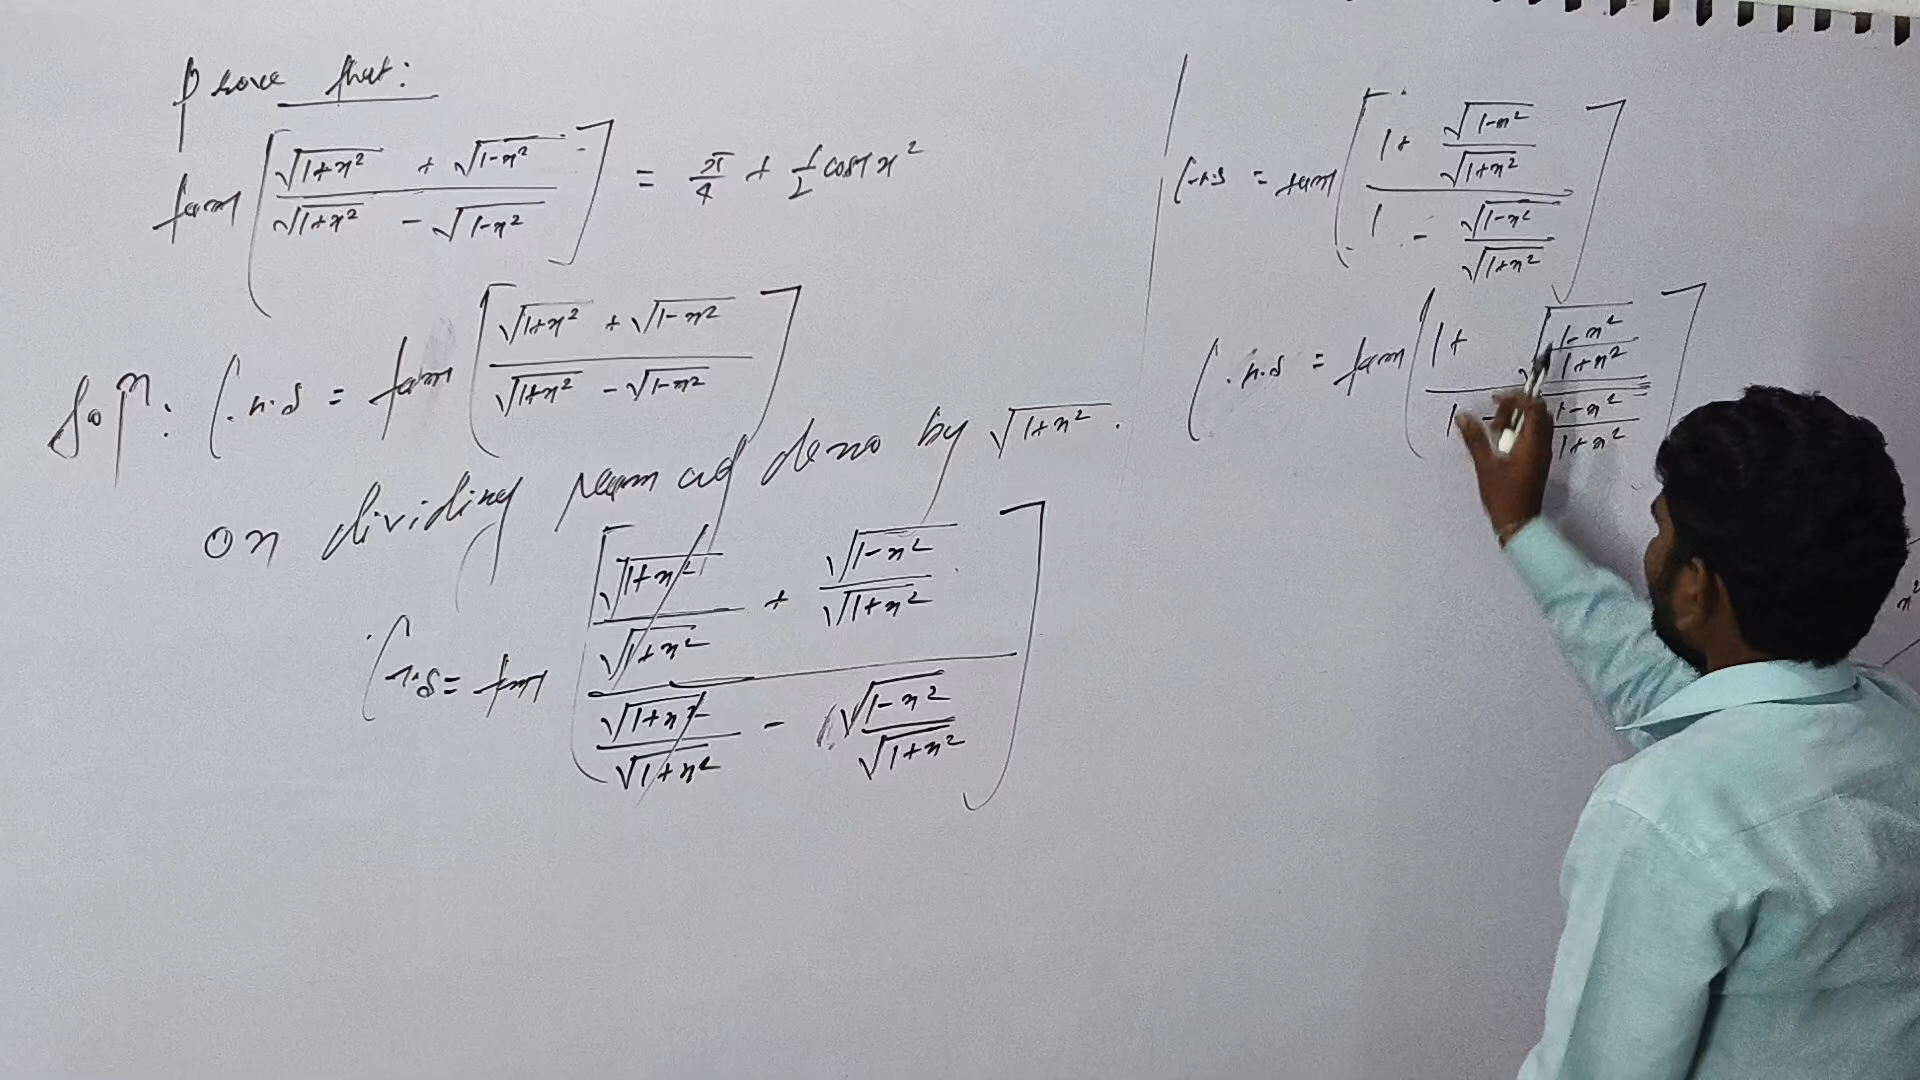 Prove that:
tan⁻¹[(√(1+x²) + √(1-x²))/(√(1+x²) - √(1-x²))] = π/4 + 1/2 cos⁻¹x²
Solⁿ: L.H.S = tan⁻¹[(√(1+x²) + √(1-x²))/(√(1+x²) - √(1-x²))]
on dividing num and deno by √(1+x²).
L.H.S = tan⁻¹[(√(1+x²)/√(1+x²) + √(1-x²)/√(1+x²))/(√(1+x²)/√(1+x²) - √(1-x²)/√(1+x²))]
L.H.S = tan⁻¹[(1 + √(1-x²)/√(1+x²))/(1 - √(1-x²)/√(1+x²))]
L.H.S = tan⁻¹[(1 + √((1-x²)/(1+x²)))/(1 - √((1-x²)/(1+x²)))]
x²